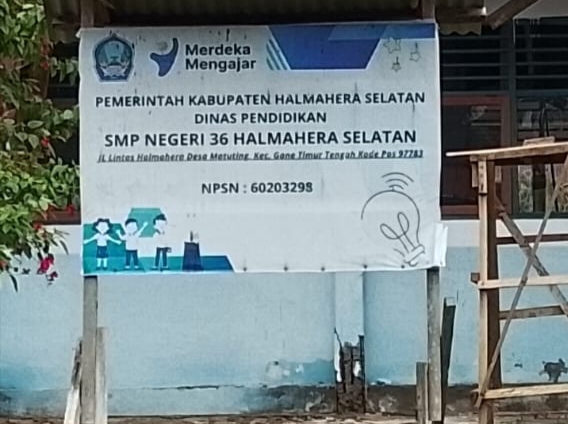 Merdeka
Mengajar
PEMERINTAH KABUPATEN HALMAHERA SELATAN
DINAS PENDIDIKAN
SMP NEGERI 36 HALMAHERA SELATAN
Jl. Lintas Halmahera Desa Matuting, Kec. Gane Timur Tengah Kode Pos 97783
NPSN : 60203298